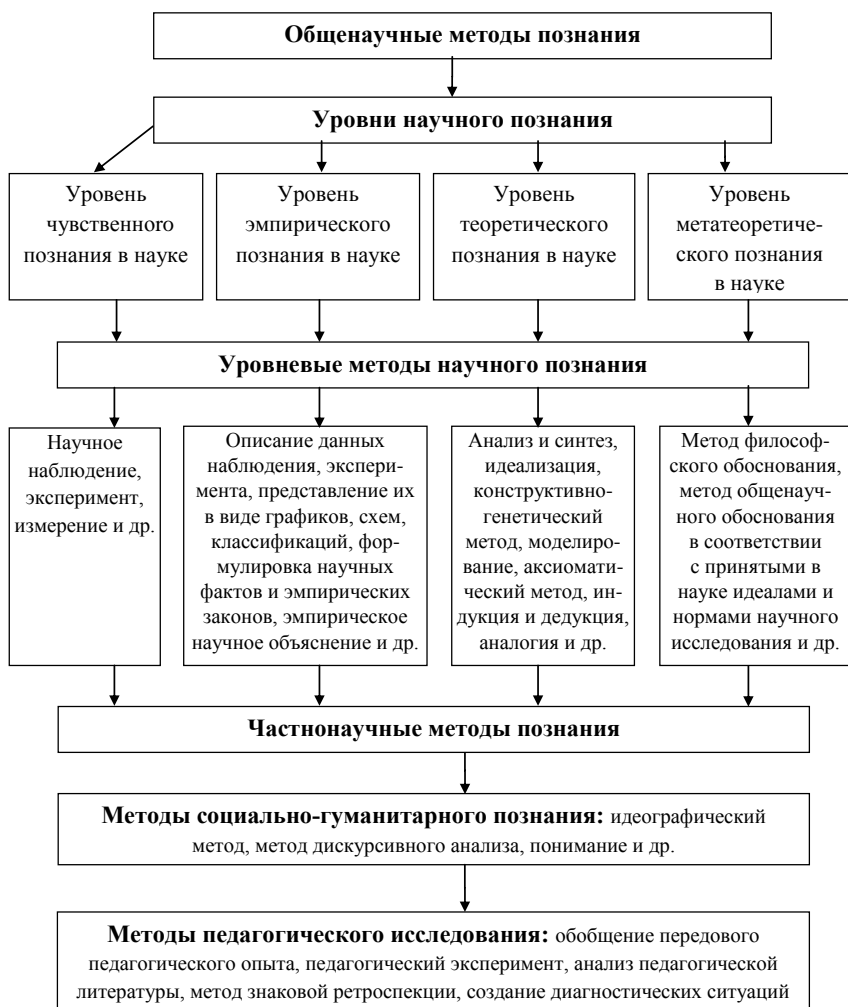 Общенаучные методы познания
Уровни научного познания
Уровень
чувственного
познания в науке
Уровень
эмпирического
познания в науке
Уровень
теоретического
познания в науке
Уровень
метатеоретиче-
ского познания
в науке
Уровневые методы научного познания
Научное
наблюдение,
эксперимент,
измерение и др.
Описание данных
наблюдения, экспери-
мента, представление их
в виде графиков, схем,
классификаций, фор-
мулировка научных
фактов и эмпирических
законов, эмпирическое
научное объяснение и др.
Анализ и синтез,
идеализация,
конструктивно-
генетический
метод, моделиро-
вание, аксиомати-
ческий метод, ин-
дукция и дедукция,
аналогия и др.
Метод философ-
ского обоснования,
метод общенауч-
ного обоснования
в соответствии
с принятыми в
науке идеалами и
нормами научного
исследования и др.
Частнонаучные методы познания
Методы социально-гуманитарного познания: идеографический
метод, метод дискурсивного анализа, понимание и др.
Методы педагогического исследования: обобщение передового
педагогического опыта, педагогический эксперимент, анализ педагогической
литературы, метод знаковой ретроспекции, создание диагностических ситуаций